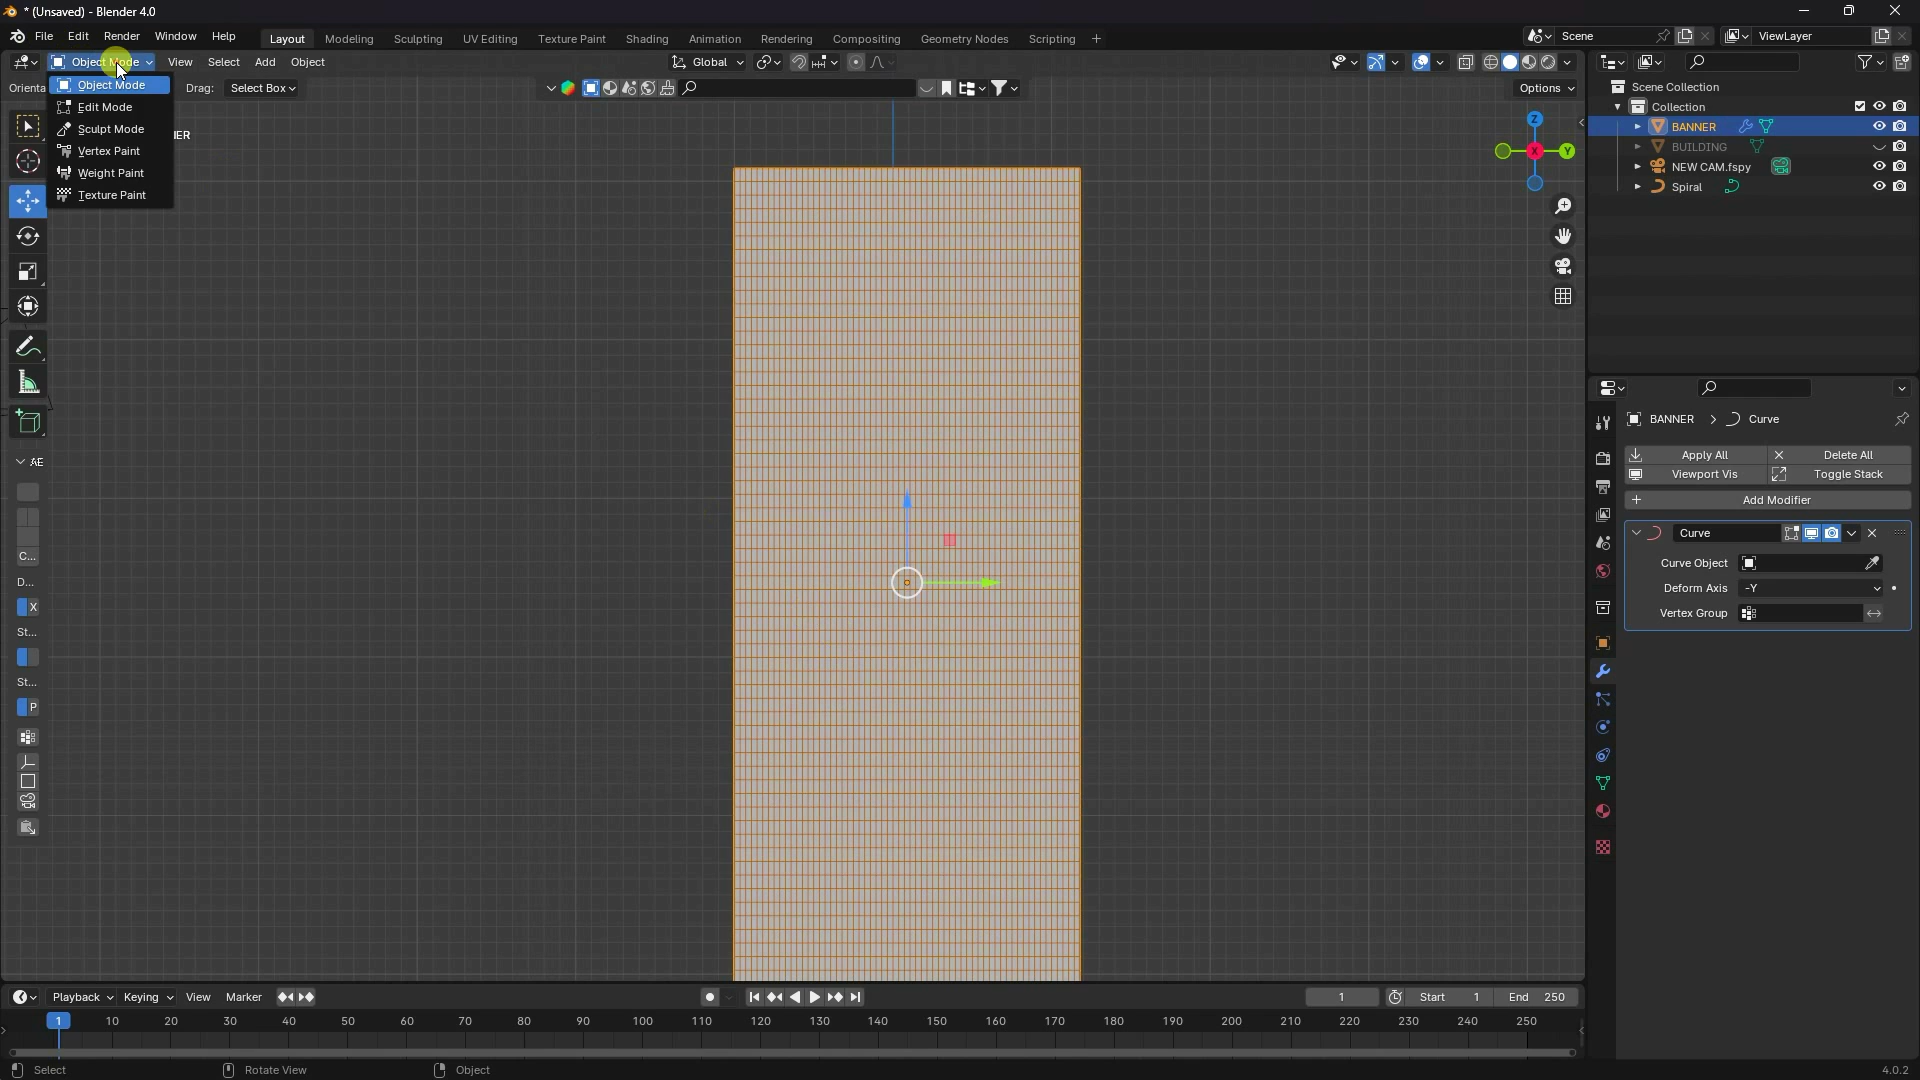 * (Unsaved) - Blender 4.0
File Edit Render Window Help
Layout Modeling Sculpting UV Editing Texture Paint Shading Animation Rendering Compositing Geometry Nodes Scripting +
Scene
ViewLayer
Object Mode View Select Add Object
Global
Drag: Select Box
Options
Object Mode
Edit Mode
Sculpt Mode
Vertex Paint
Weight Paint
Texture Paint
Orienta
NER
AE
C...
D...
X
St...
St...
P
Z
X
Y
Scene Collection
Collection
BANNER
BUILDING
NEW CAM.fspy
Spiral
BANNER > Curve
Apply All
Delete All
Viewport Vis
Toggle Stack
Add Modifier
Curve
Curve Object
Deform Axis -Y
Vertex Group
Playback Keying View Marker
1
Start 1
End 250
1 10 20 30 40 50 60 70 80 90 100 110 120 130 140 150 160 170 180 190 200 210 220 230 240 250
Select
Rotate View
Object
4.0.2